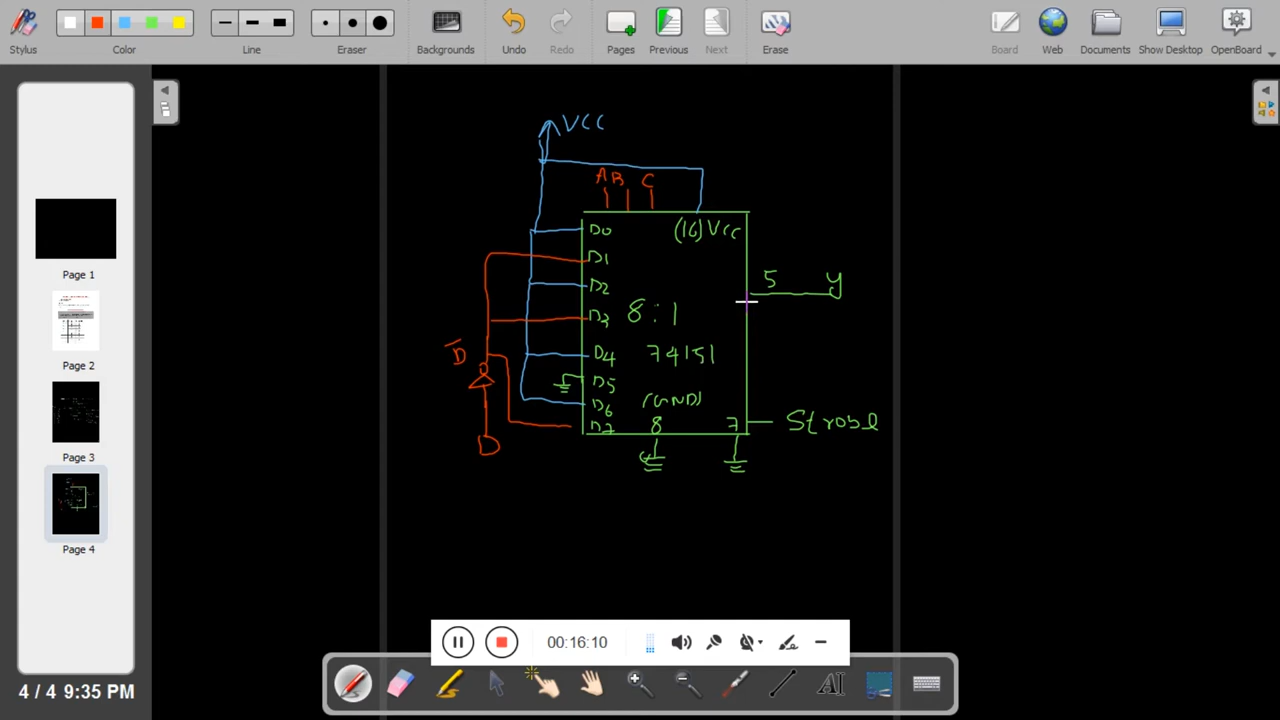 Stylus Color Line Eraser Backgrounds Undo Redo Pages Previous Next Erase Board Web Documents Show Desktop OpenBoard
Page 1
Page 2
Page 3
Page 4
VCC
A B C
D0 (16) VCC
D1
5 y
D2
D3 8:1
D̅
D4 74151
D5
D6 (GND)
D7 8 7 Strobe
D
00:16:10
4 / 4 9:35 PM
AI